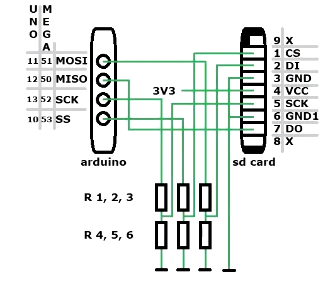 UNO MEGA
11 51 MOSI
12 50 MISO
13 52 SCK
10 53 SS
arduino
3V3
9 X
1 CS
2 DI
3 GND
4 VCC
5 SCK
6 GND1
7 DO
8 X
sd card
R 1, 2, 3
R 4, 5, 6